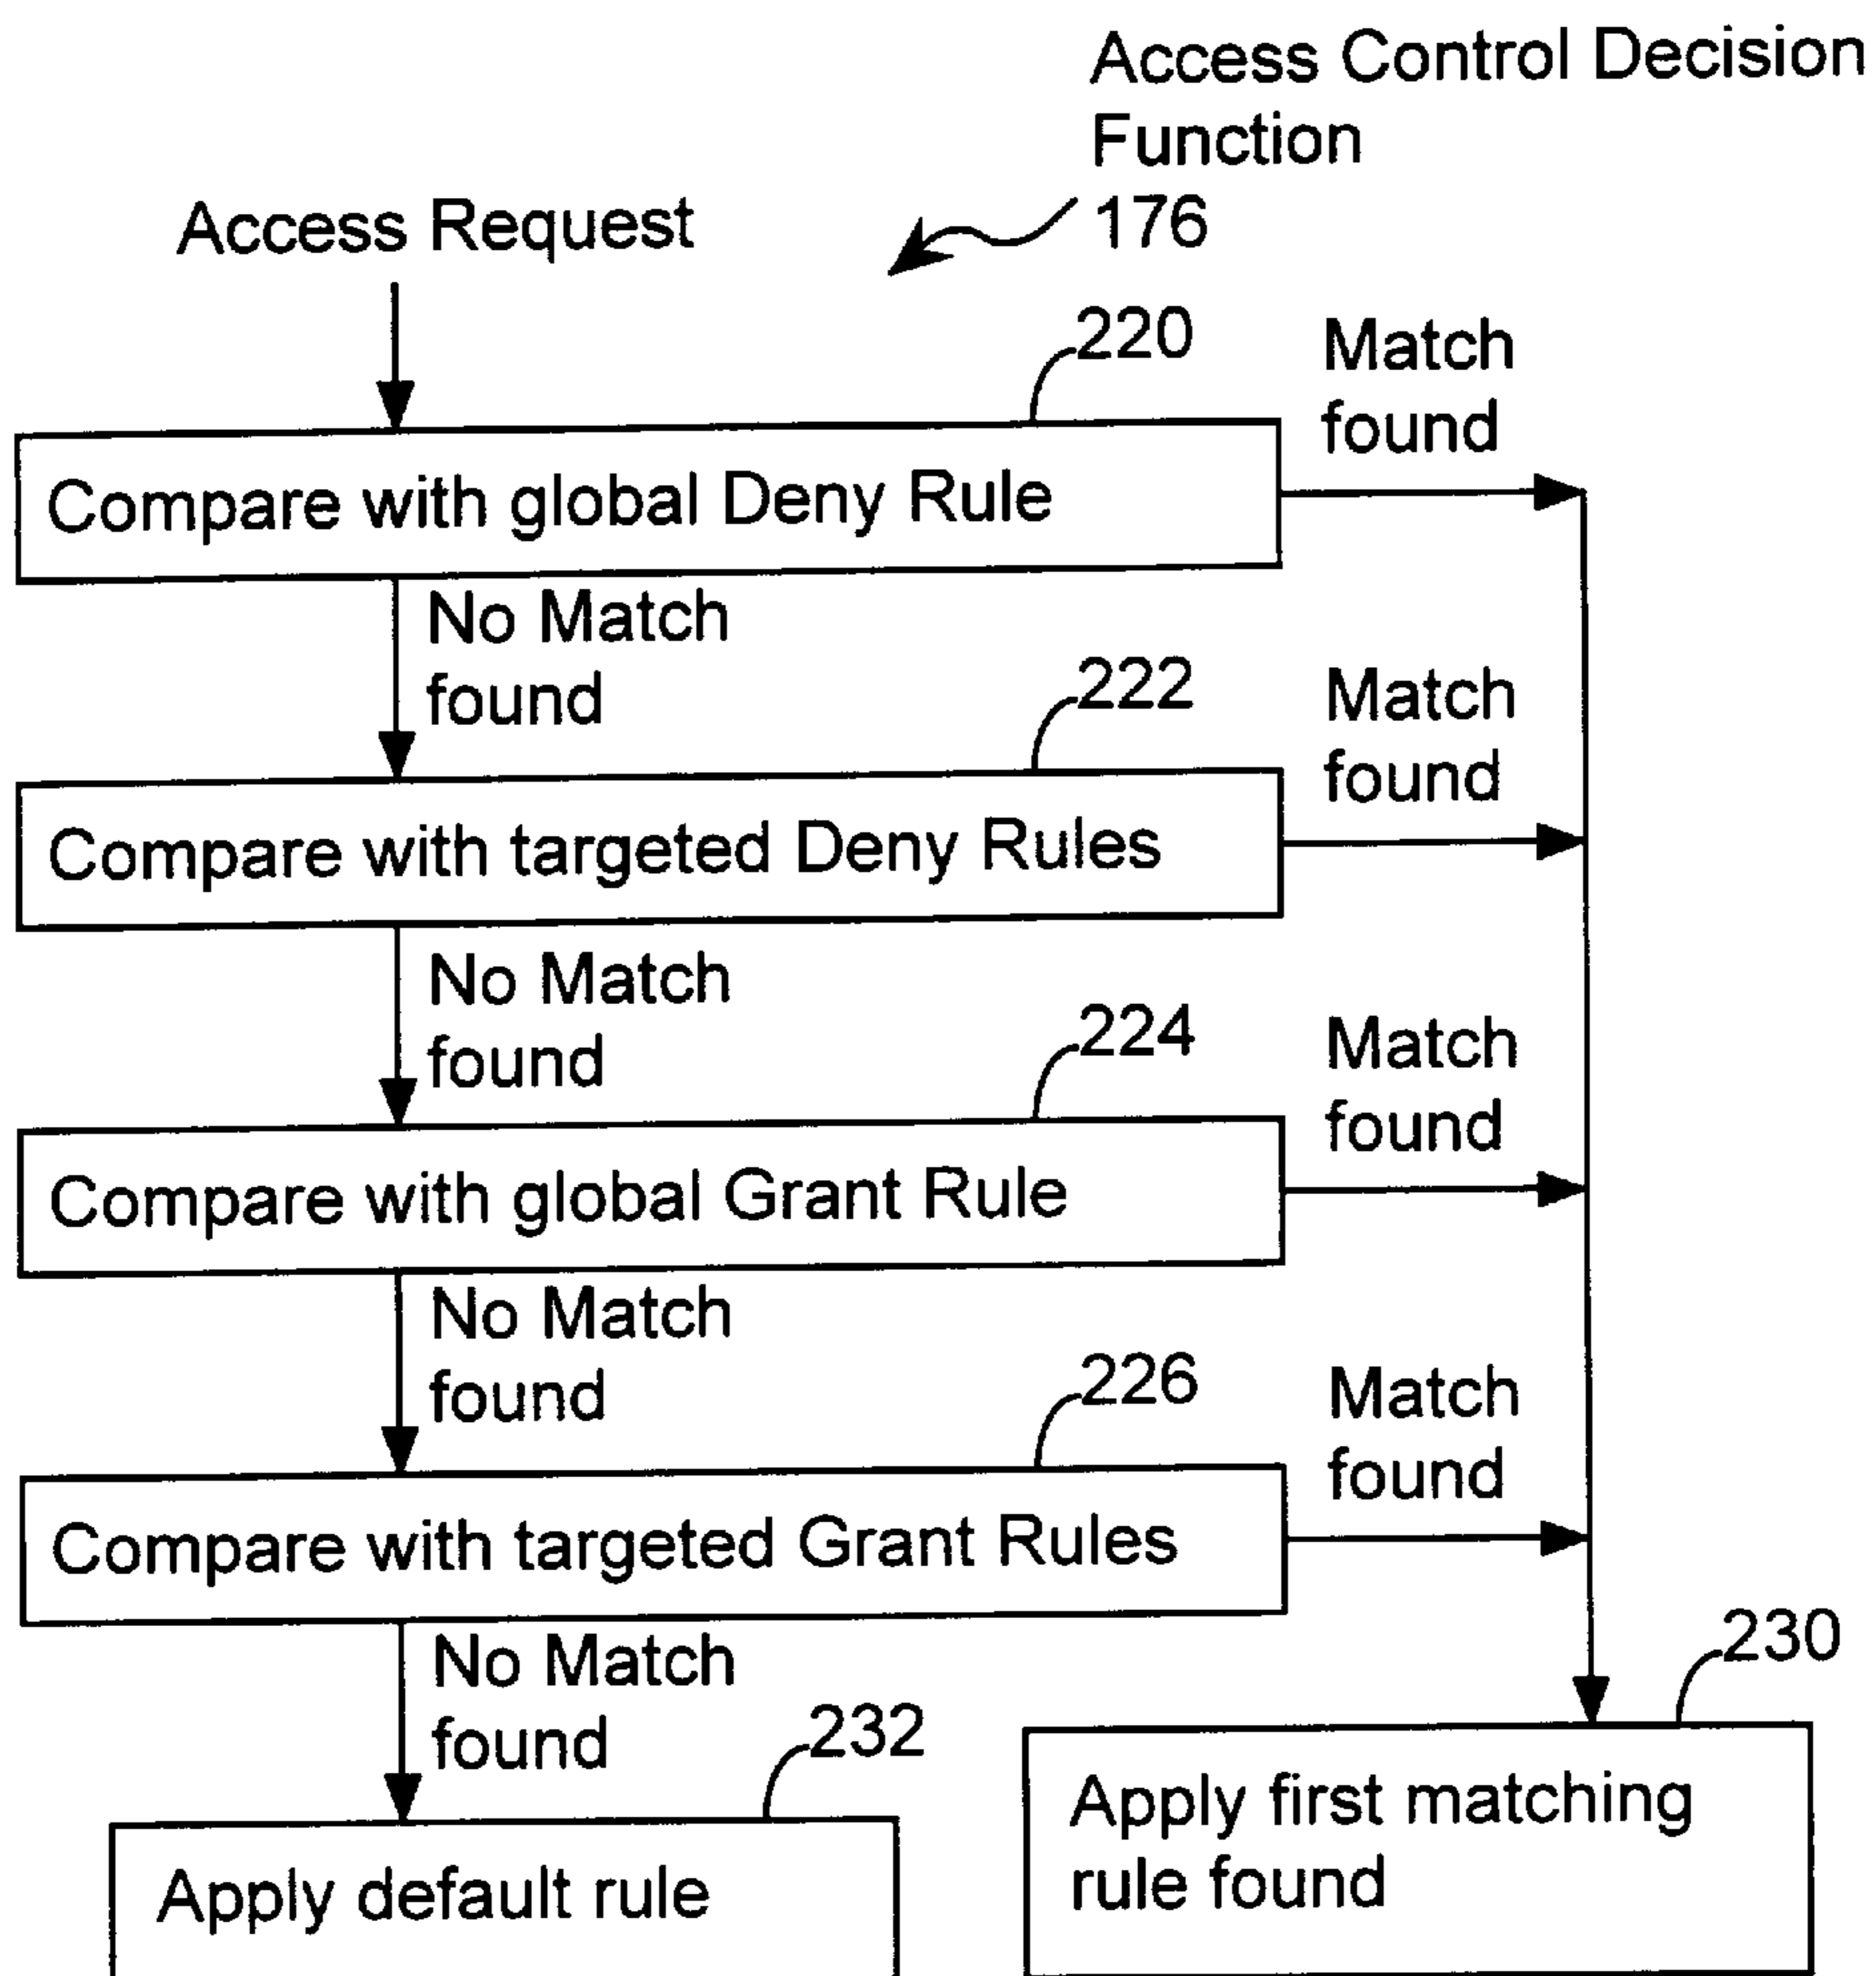 Access Control Decision
Function
176
Access Request
220
Match
found
Compare with global Deny Rule
No Match
found
222
Match
found
Compare with targeted Deny Rules
No Match
found
224
Match
found
Compare with global Grant Rule
No Match
found
226
Match
found
Compare with targeted Grant Rules
No Match
found
230
232
Apply first matching
rule found
Apply default rule